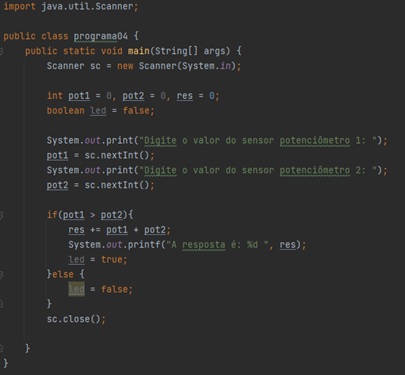 import java.util.Scanner;
public class programa04 {
public static void main(String[] args) {
Scanner sc = new Scanner(System.in);
int pot1 = 0, pot2 = 0, res = 0;
boolean led = false;
System.out.print("Digite o valor do sensor potenciômetro 1: ");
pot1 = sc.nextInt();
System.out.print("Digite o valor do sensor potenciômetro 2: ");
pot2 = sc.nextInt();
if(pot1 > pot2){
res += pot1 + pot2;
System.out.printf("A resposta é: %d ", res);
led = true;
}else {
led = false;
}
sc.close();
}
}